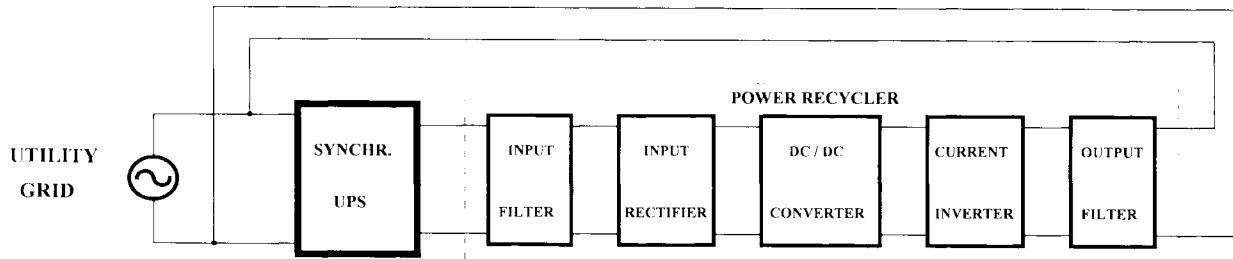 POWER RECYCLER
UTILITY
GRID
SYNCHR.
UPS
INPUT
FILTER
INPUT
RECTIFIER
DC / DC
CONVERTER
CURRENT
INVERTER
OUTPUT
FILTER